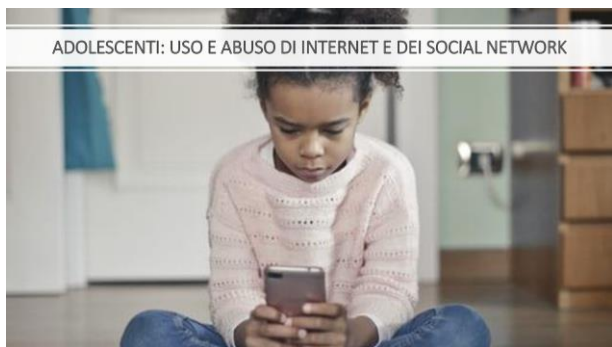 ADOLESCENTI: USO E ABUSO DI INTERNET E DEI SOCIAL NETWORK